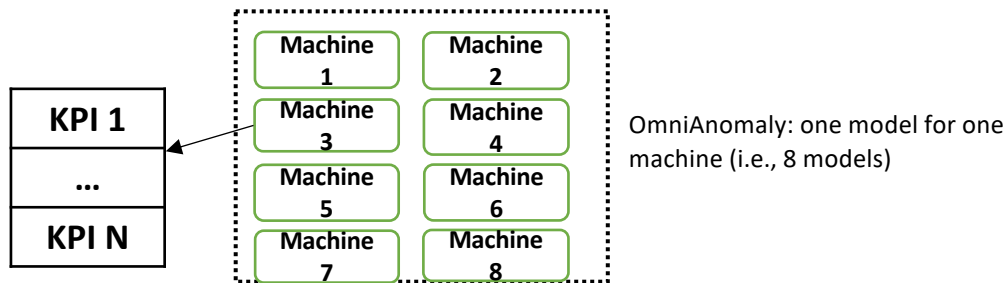 KPI 1
...
KPI N
Machine
1
Machine
2
Machine
3
Machine
4
Machine
5
Machine
6
Machine
7
Machine
8
OmniAnomaly: one model for one
machine (i.e., 8 models)